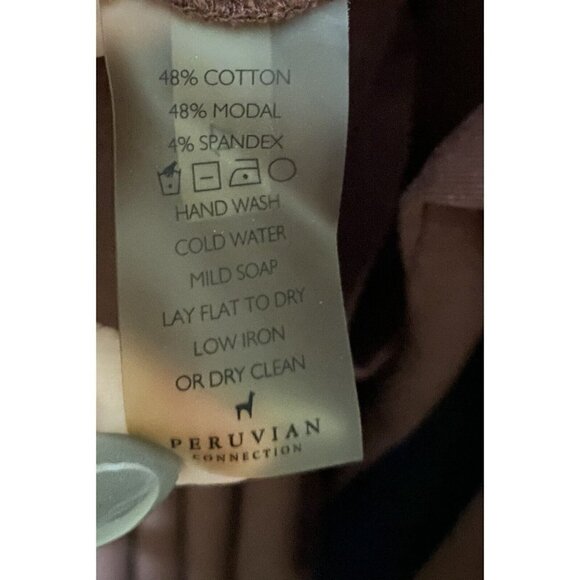 48% COTTON
48% MODAL
4% SPANDEX
HAND WASH
COLD WATER
MILD SOAP
LAY FLAT TO DRY
LOW IRON
OR DRY CLEAN
PERUVIAN
CONNECTION